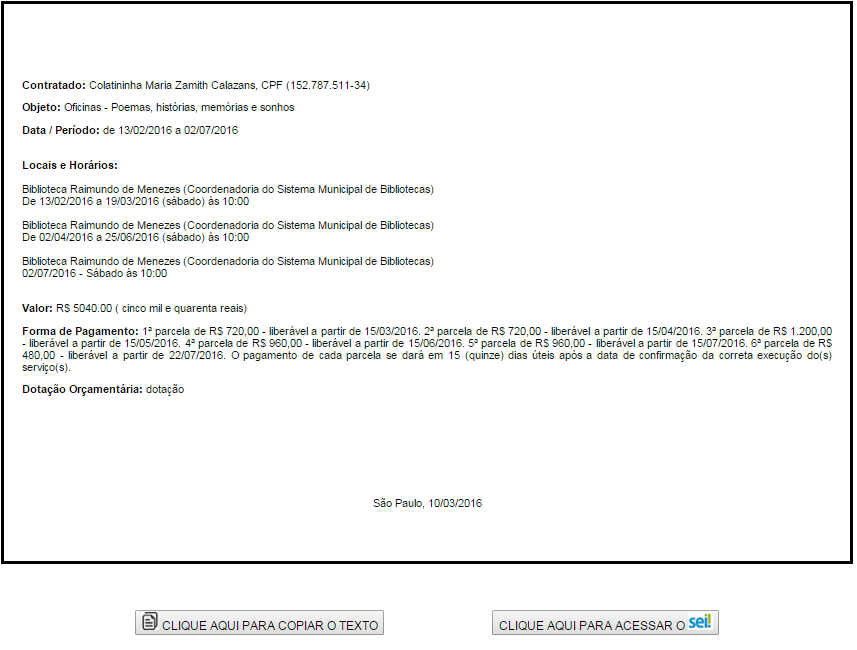 Contratado: Colatininha Maria Zamith Calazans, CPF (152.787.511-34)
Objeto: Oficinas - Poemas, histórias, memórias e sonhos
Data / Período: de 13/02/2016 a 02/07/2016
Locais e Horários:
Biblioteca Raimundo de Menezes (Coordenadoria do Sistema Municipal de Bibliotecas)
De 13/02/2016 a 19/03/2016 (sábado) às 10:00
Biblioteca Raimundo de Menezes (Coordenadoria do Sistema Municipal de Bibliotecas)
De 02/04/2016 a 25/06/2016 (sábado) às 10:00
Biblioteca Raimundo de Menezes (Coordenadoria do Sistema Municipal de Bibliotecas)
02/07/2016 - Sábado às 10:00
Valor: R$ 5040.00 ( cinco mil e quarenta reais)
Forma de Pagamento: 1ª parcela de R$ 720,00 - liberável a partir de 15/03/2016. 2ª parcela de R$ 720,00 - liberável a partir de 15/04/2016. 3ª parcela de R$ 1.200,00
- liberável a partir de 15/05/2016. 4ª parcela de R$ 960,00 - liberável a partir de 15/06/2016. 5ª parcela de R$ 960,00 - liberável a partir de 15/07/2016. 6ª parcela de R$
480,00 - liberável a partir de 22/07/2016. O pagamento de cada parcela se dará em 15 (quinze) dias úteis após a data de confirmação da correta execução do(s)
serviço(s).
Dotação Orçamentária: dotação
São Paulo, 10/03/2016
CLIQUE AQUI PARA COPIAR O TEXTO
CLIQUE AQUI PARA ACESSAR O sei!